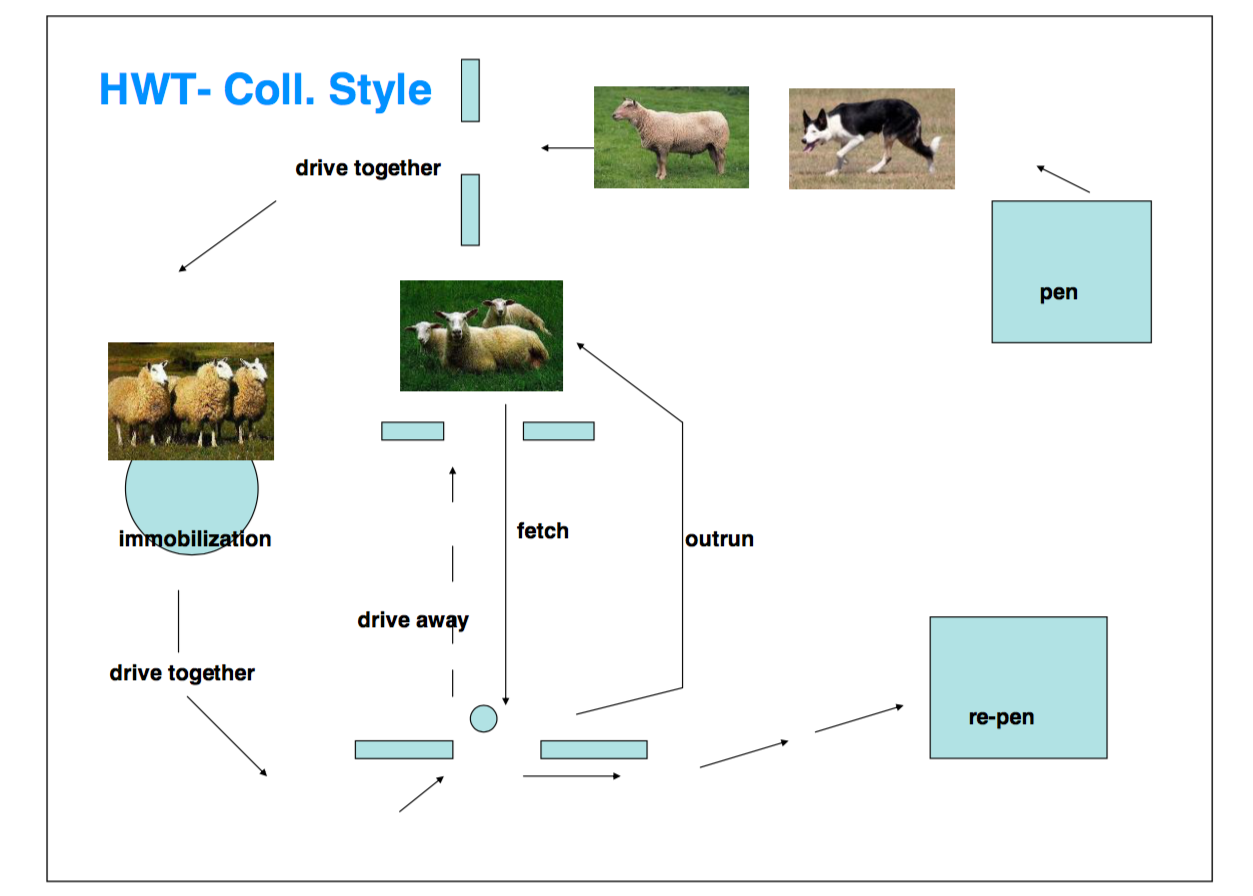 HWT- Coll. Style
drive together
pen
immobilization
fetch
outrun
drive away
drive together
re-pen